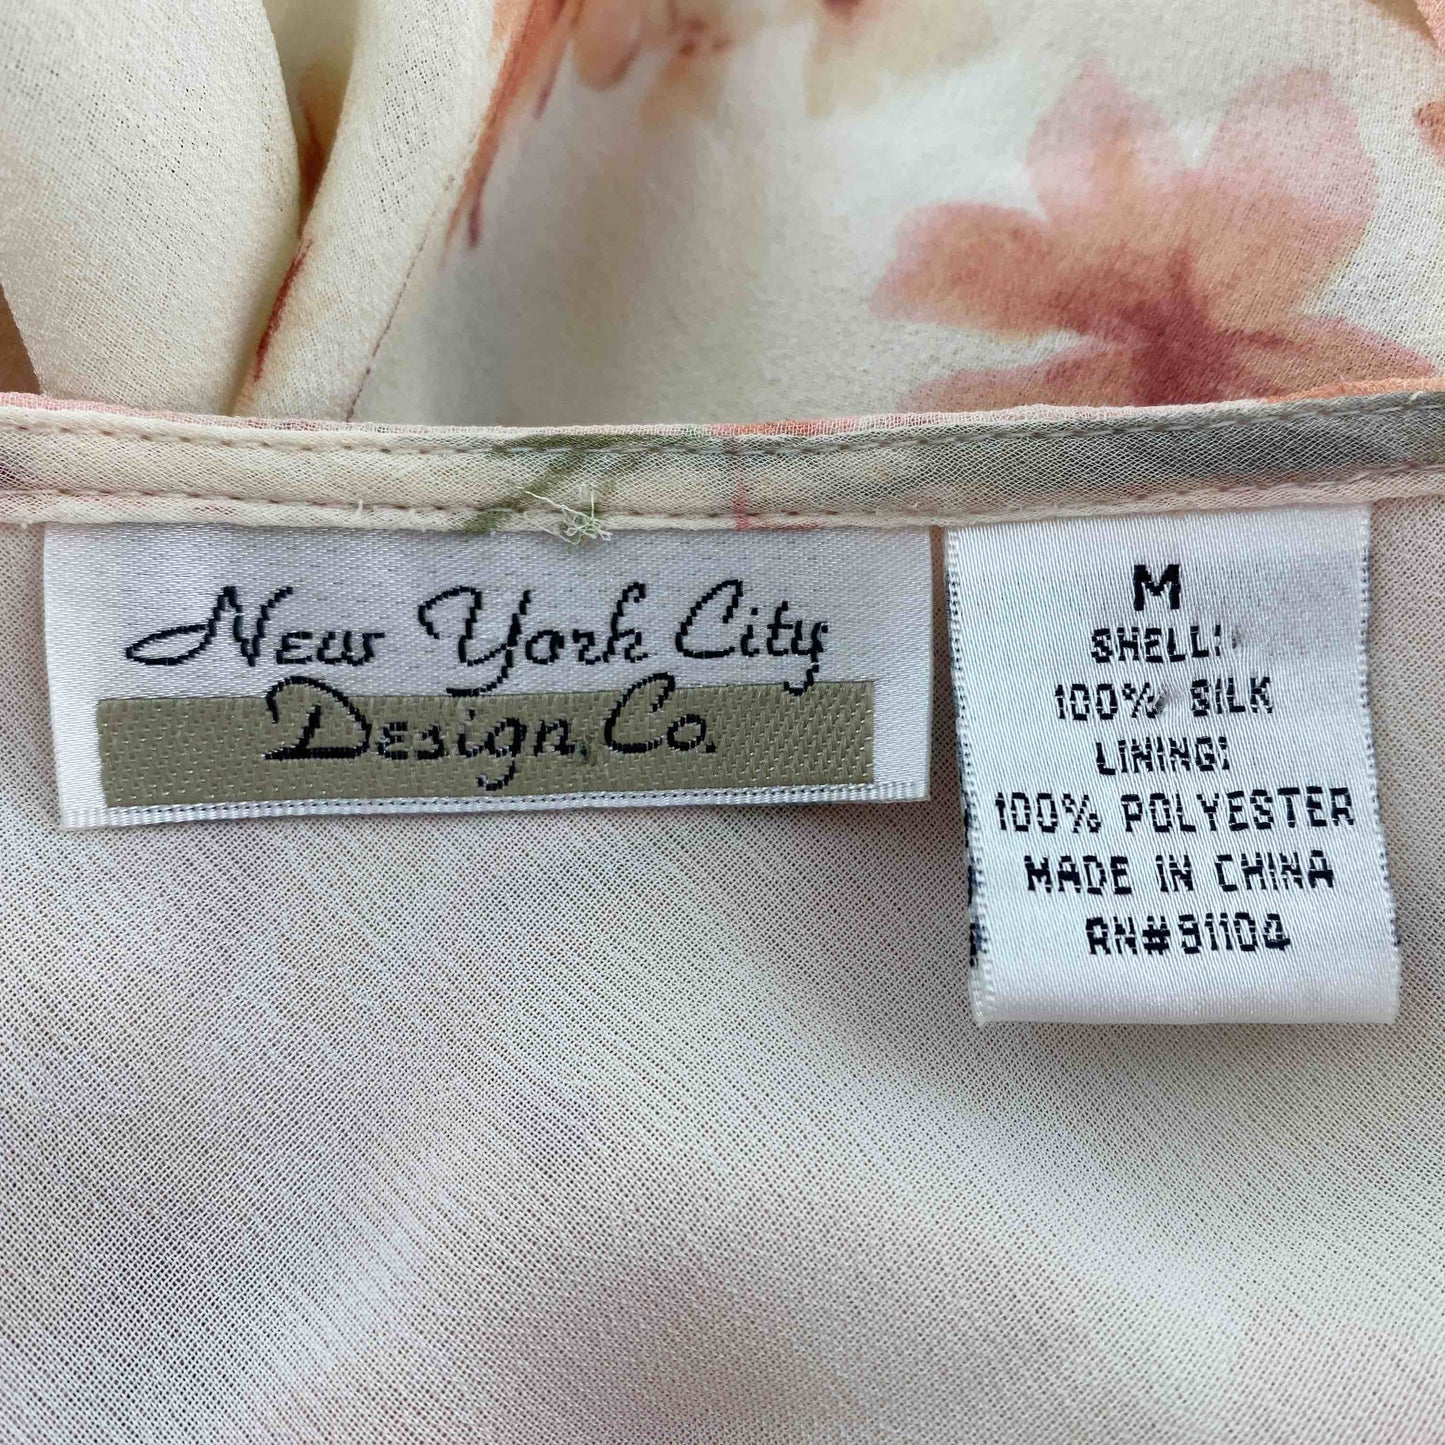 New York City
Design Co.
M
SHELL:
100% SILK
LINING:
100% POLYESTER
MADE IN CHINA
RN#91104